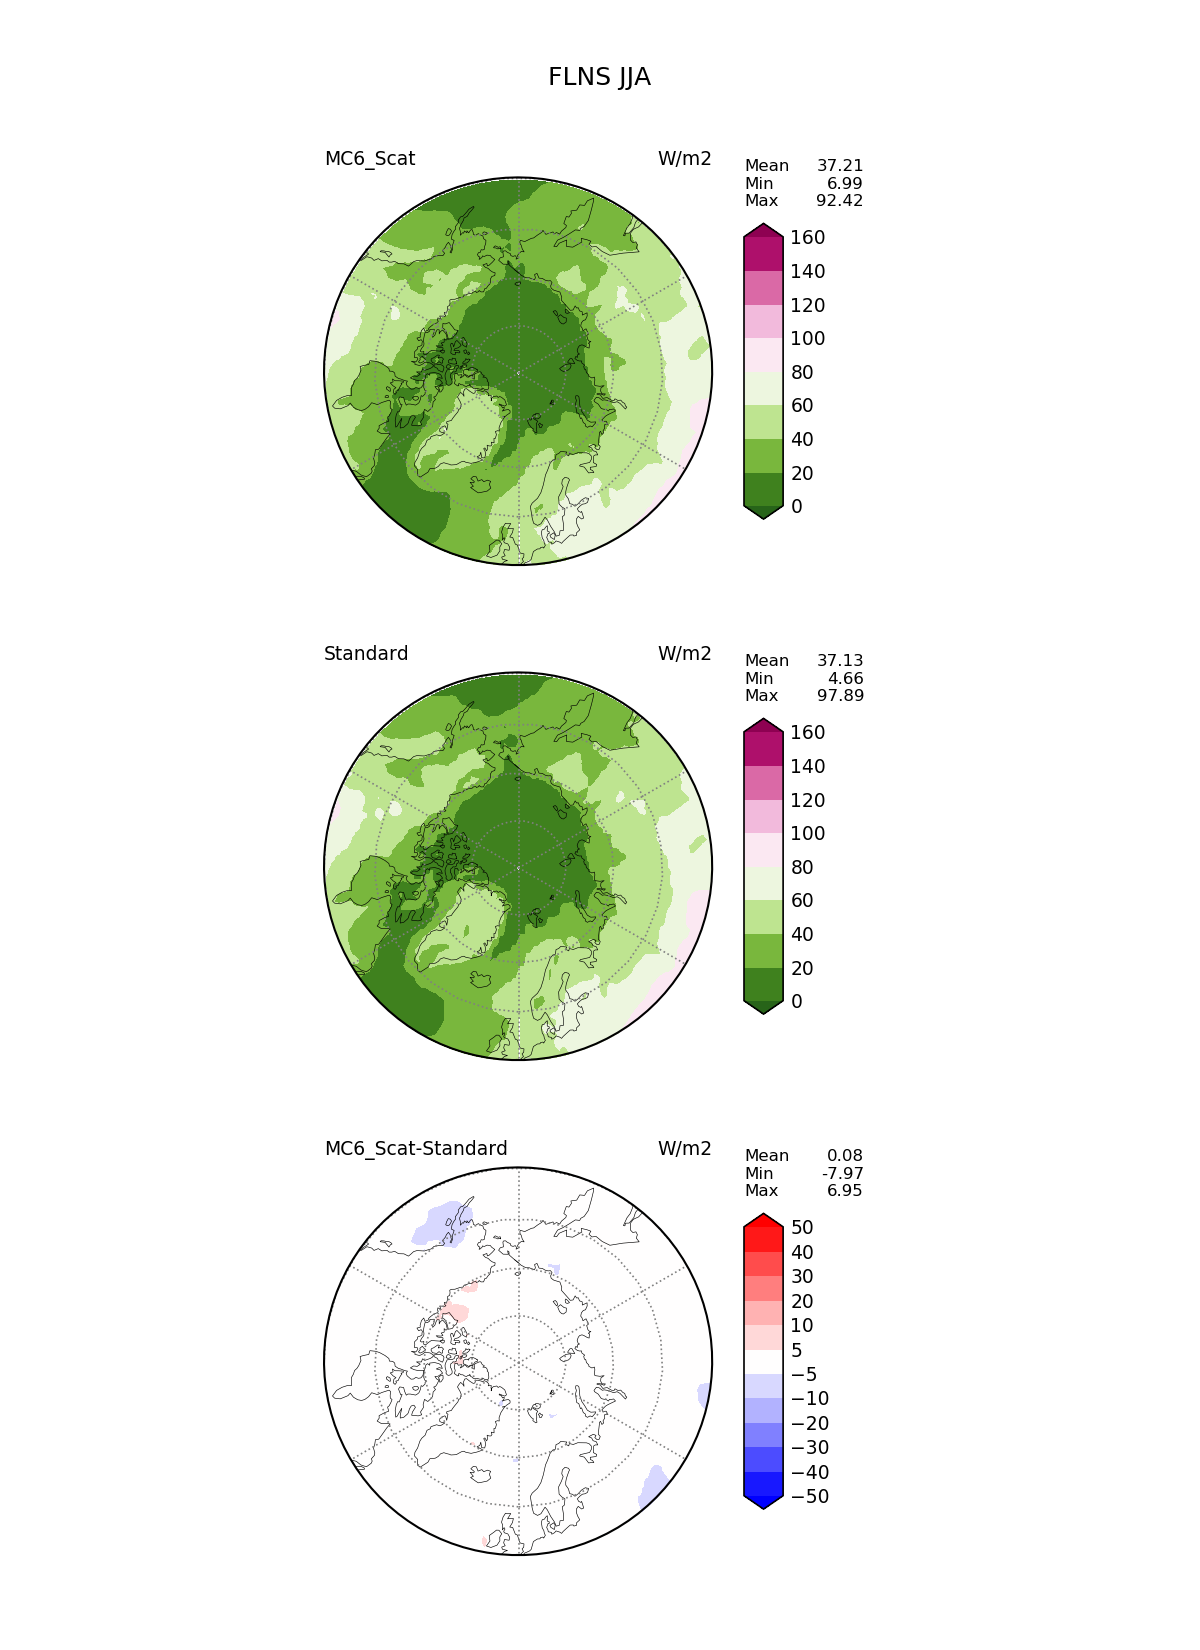 FLNS JJA
MC6_Scat W/m2
Mean 37.21
Min 6.99
Max 92.42
160
140
120
100
80
60
40
20
0
Standard W/m2
Mean 37.13
Min 4.66
Max 97.89
160
140
120
100
80
60
40
20
0
MC6_Scat-Standard W/m2
Mean 0.08
Min -7.97
Max 6.95
50
40
30
20
10
5
−5
−10
−20
−30
−40
−50